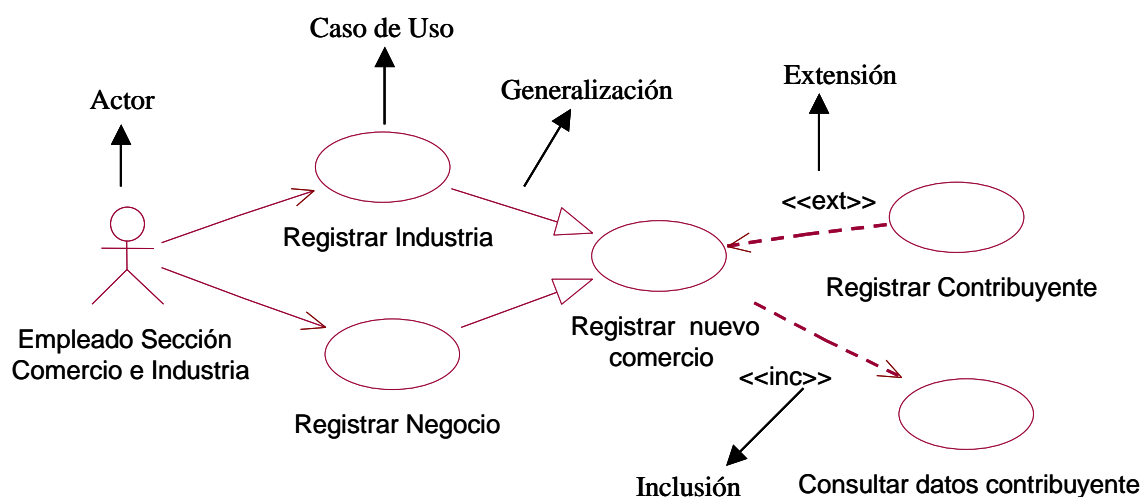 Caso de Uso
Extensión
Generalización
Actor
<<ext>>
Registrar Industria
Registrar Contribuyente
Empleado Sección
Comercio e Industria
Registrar nuevo
comercio
<<inc>>
Registrar Negocio
Inclusión
Consultar datos contribuyente